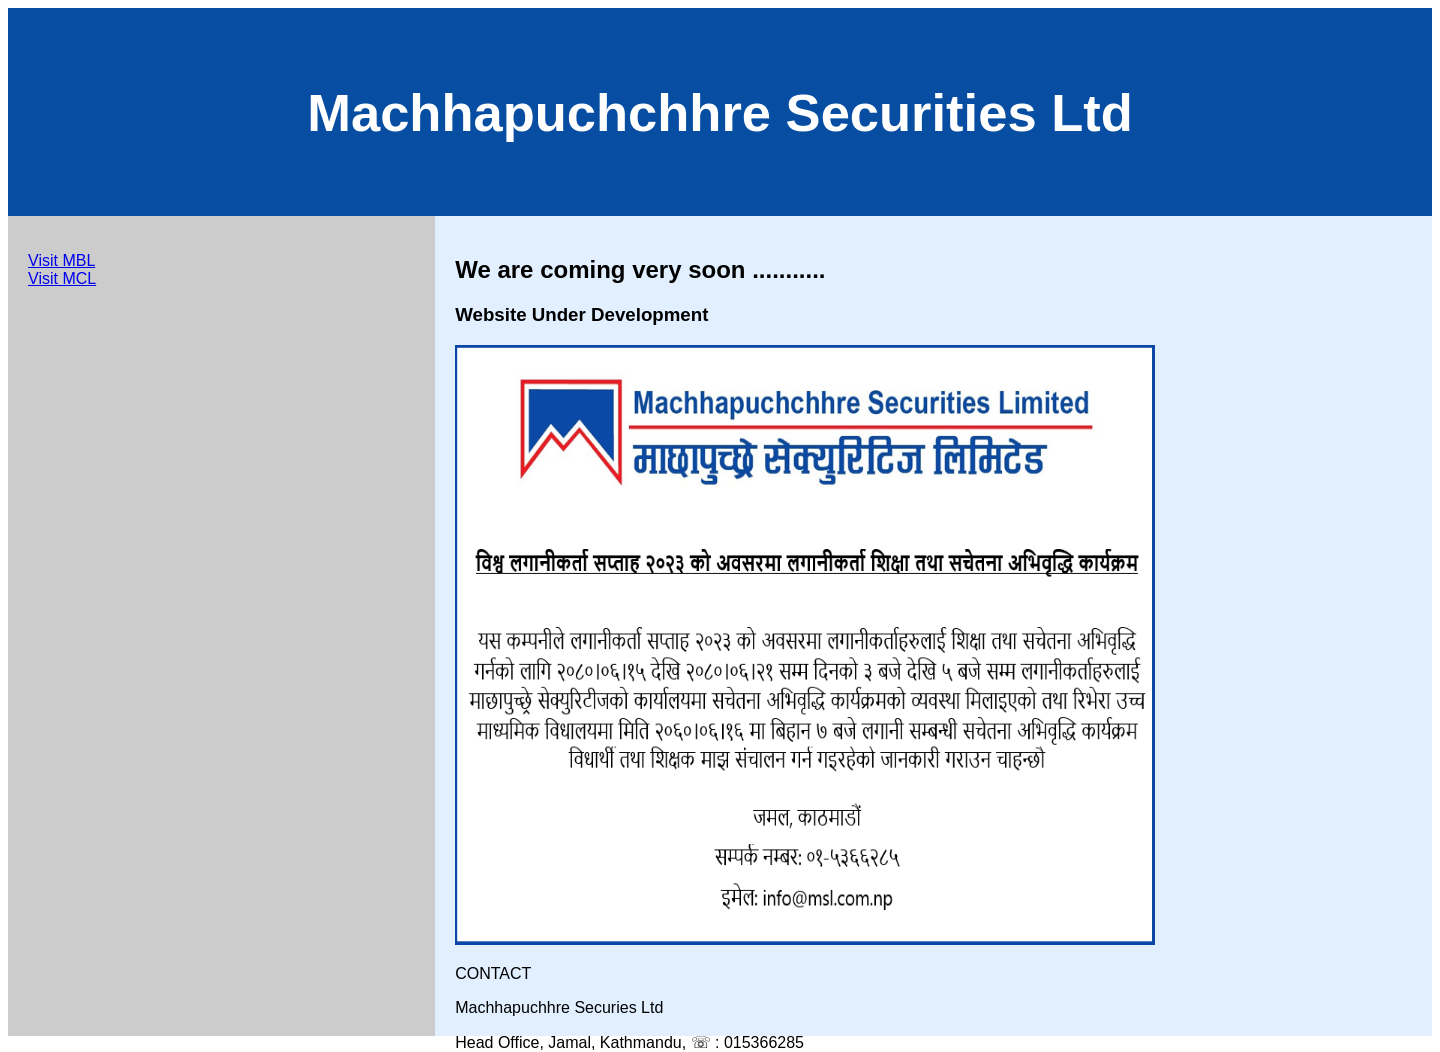 Machhapuchchhre Securities Ltd
Visit MBL
Visit MCL
We are coming very soon ...........
Website Under Development
Machhapuchchhre Securities Limited
माछापुच्छ्रे सेक्युरिटिज लिमिटेड
विश्व लगानीकर्ता सप्ताह २०२३ को अवसरमा लगानीकर्ता शिक्षा तथा सचेतना अभिवृद्धि कार्यक्रम
यस कम्पनीले लगानीकर्ता सप्ताह २०२३ को अवसरमा लगानीकर्ताहरुलाई शिक्षा तथा सचेतना अभिवृद्धि
गर्नको लागि २०८०।०६।१५ देखि २०८०।०६।२१ सम्म दिनको ३ बजे देखि ५ बजे सम्म लगानीकर्ताहरुलाई
माछापुच्छ्रे सेक्युरिटीजको कार्यालयमा सचेतना अभिवृद्धि कार्यक्रमको व्यवस्था मिलाइएको तथा रिभेरा उच्च
माध्यमिक विधालयमा मिति २०६०।०६।१६ मा बिहान ७ बजे लगानी सम्बन्धी सचेतना अभिवृद्धि कार्यक्रम
विधार्थी तथा शिक्षक माझ संचालन गर्न गइरहेको जानकारी गराउन चाहन्छौ
जमल, काठमाडौं
सम्पर्क नम्बर: ०१-५३६६२८५
इमेल: info@msl.com.np
CONTACT
Machhapuchhre Securies Ltd
Head Office, Jamal, Kathmandu, ☏ : 015366285